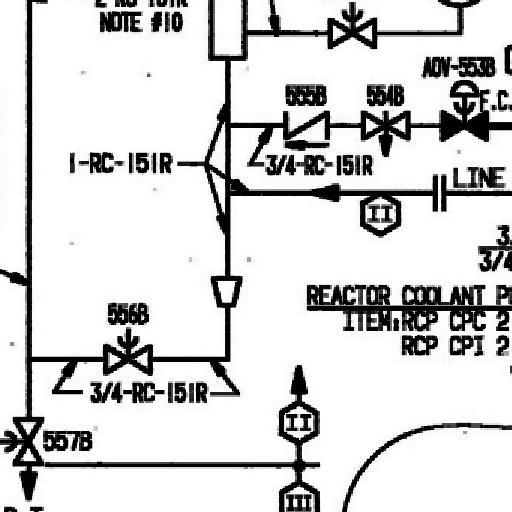 NOTE #10
AOV-553B
555B
554B
F.C.
1-RC-151R
3/4-RC-151R
LINE
II
3/4
REACTOR COOLANT
ITEM:RCP CPC 2
RCP CPI 2
556B
3/4-RC-151R
II
557B
III